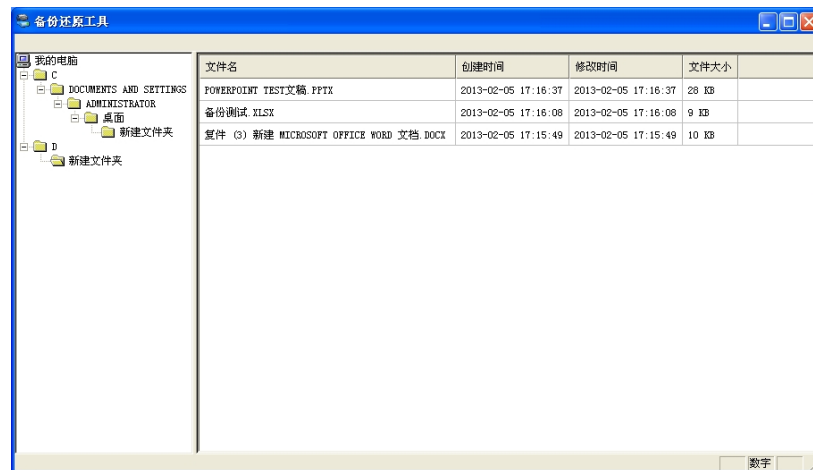 备份还原工具
我的电脑
C
DOCUMENTS AND SETTINGS
ADMINISTRATOR
桌面
新建文件夹
D
新建文件夹
文件名 创建时间 修改时间 文件大小
POWERPOINT TEST文稿.PPTX 2013-02-05 17:16:37 2013-02-05 17:16:37 28 KB
备份测试.XLSX 2013-02-05 17:16:08 2013-02-05 17:16:08 9 KB
复件 (3) 新建 MICROSOFT OFFICE WORD 文档.DOCX 2013-02-05 17:15:49 2013-02-05 17:15:49 10 KB
数字